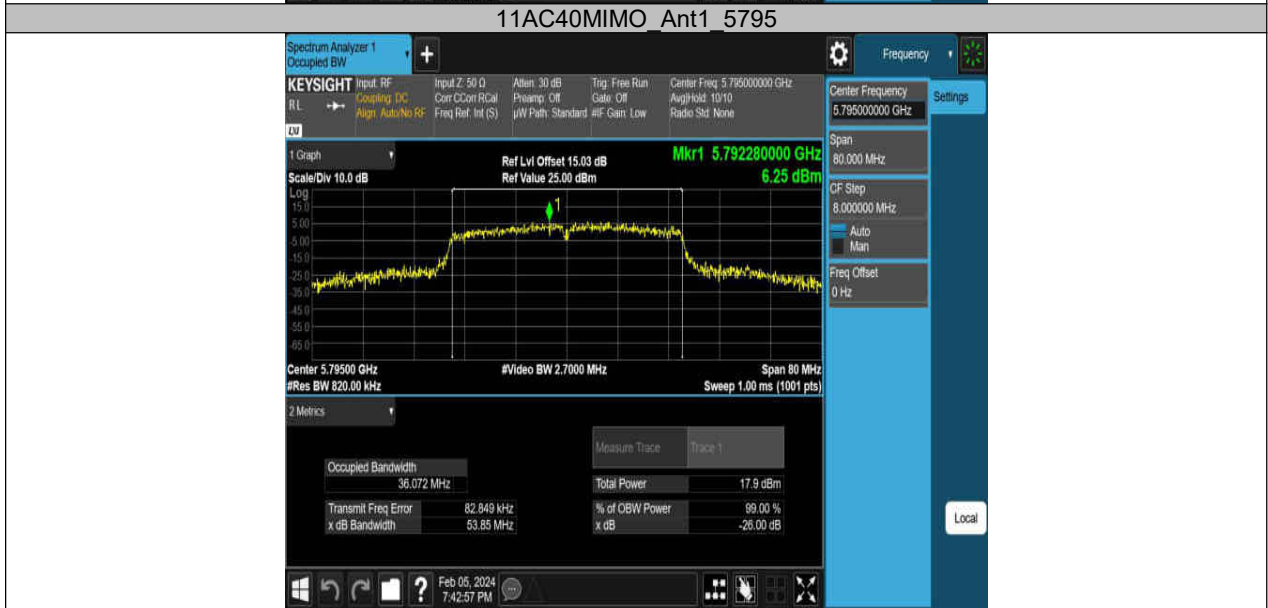 11AC40MIMO_Ant1_5795
Spectrum Analyzer 1
Occupied BW
+
Frequency
KEYSIGHT Input: RF Input Z: 50 Ω Atten: 30 dB Trig: Free Run Center Freq: 5.795000000 GHz
RL Coupling: DC Corr CCorr RCal Preamp: Off Gate: Off Avg|Hold: 10/10
Align: Auto/No RF Freq Ref: Int (S) µW Path: Standard #IF Gain: Low Radio Std: None
LXI
Center Frequency
5.795000000 GHz
Settings
Span
80.000 MHz
CF Step
8.000000 MHz
Auto
Man
Freq Offset
0 Hz
Local
1 Graph
Ref Lvl Offset 15.03 dB
Mkr1 5.792280000 GHz
Scale/Div 10.0 dB
Ref Value 25.00 dBm
6.25 dBm
Log
15.0
5.00
-5.00
-15.0
-25.0
-35.0
-45.0
-55.0
-65.0
1
Center 5.79500 GHz #Video BW 2.7000 MHz Span 80 MHz
#Res BW 820.00 kHz Sweep 1.00 ms (1001 pts)
2 Metrics
Measure Trace Trace 1
Occupied Bandwidth
36.072 MHz
Total Power 17.9 dBm
Transmit Freq Error 82.849 kHz % of OBW Power 99.00 %
x dB Bandwidth 53.85 MHz x dB -26.00 dB
?
Feb 05, 2024
7:42:57 PM